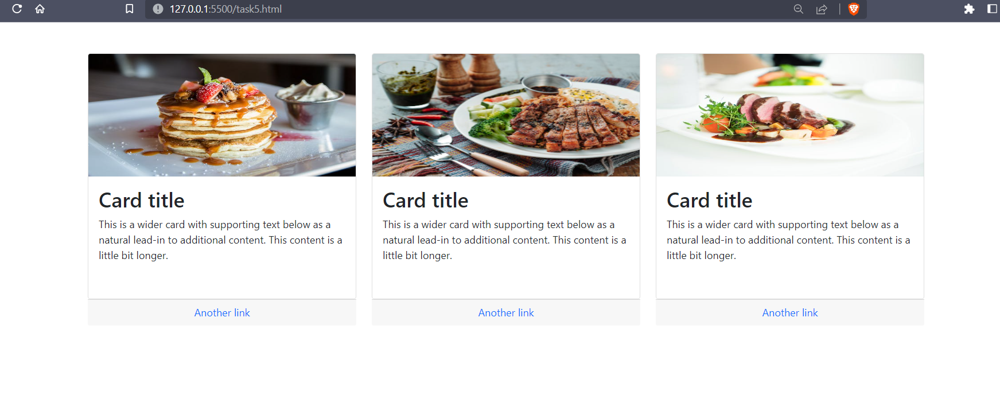 127.0.0.1:5500/task5.html
Card title
This is a wider card with supporting text below as a
natural lead-in to additional content. This content is a
little bit longer.
Another link
Card title
This is a wider card with supporting text below as a
natural lead-in to additional content. This content is a
little bit longer.
Another link
Card title
This is a wider card with supporting text below as a
natural lead-in to additional content. This content is a
little bit longer.
Another link